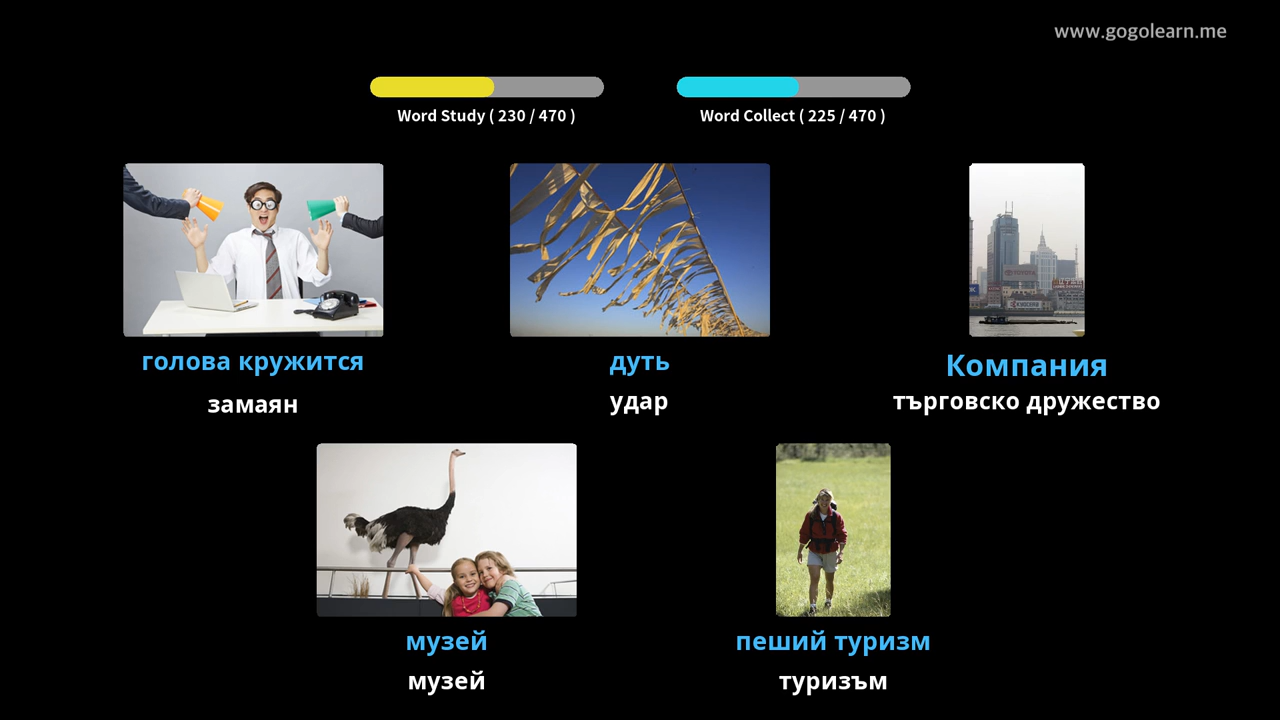 www.gogolearn.me
Word Study ( 230 / 470 )
Word Collect ( 225 / 470 )
голова кружится
дуть
Компания
замаян
удар
търговско дружество
музей
пеший туризм
музей
туризъм
TOYOTA